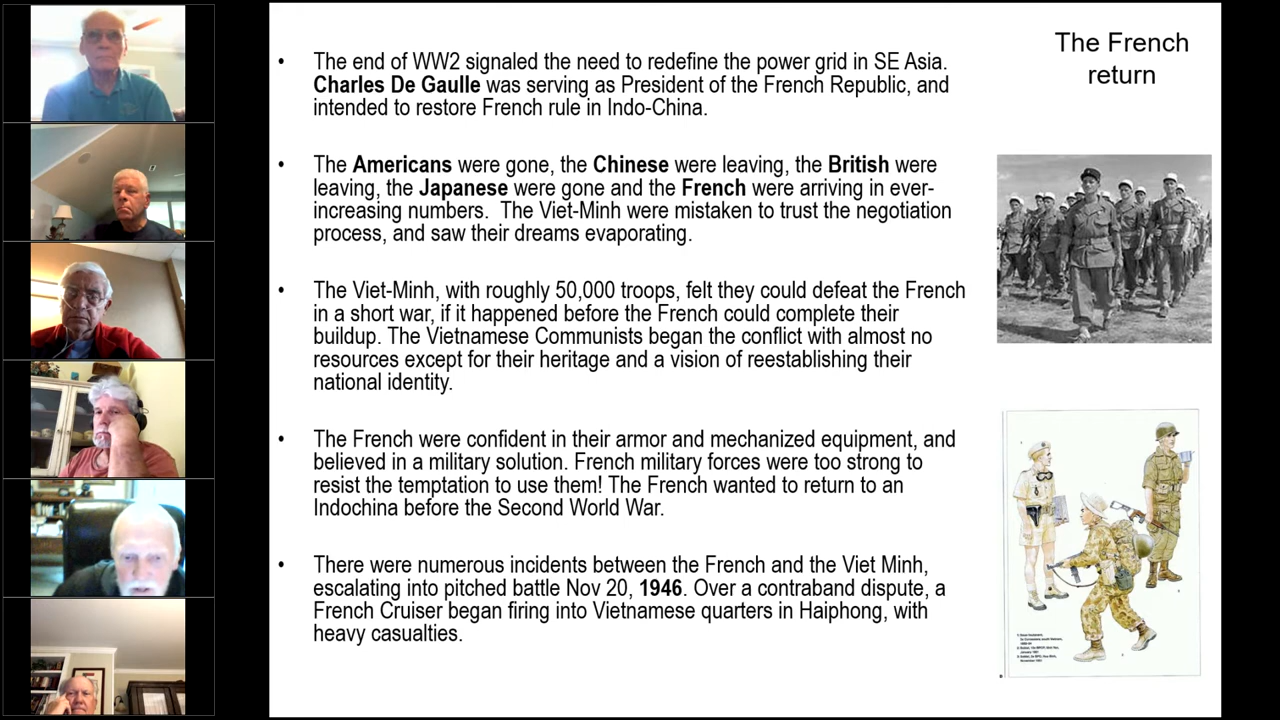 The French
return
• The end of WW2 signaled the need to redefine the power grid in SE Asia.
Charles De Gaulle was serving as President of the French Republic, and
intended to restore French rule in Indo-China.
• The Americans were gone, the Chinese were leaving, the British were
leaving, the Japanese were gone and the French were arriving in ever-
increasing numbers. The Viet-Minh were mistaken to trust the negotiation
process, and saw their dreams evaporating.
• The Viet-Minh, with roughly 50,000 troops, felt they could defeat the French
in a short war, if it happened before the French could complete their
buildup. The Vietnamese Communists began the conflict with almost no
resources except for their heritage and a vision of reestablishing their
national identity.
• The French were confident in their armor and mechanized equipment, and
believed in a military solution. French military forces were too strong to
resist the temptation to use them! The French wanted to return to an
Indochina before the Second World War.
• There were numerous incidents between the French and the Viet Minh,
escalating into pitched battle Nov 20, 1946. Over a contraband dispute, a
French Cruiser began firing into Vietnamese quarters in Haiphong, with
heavy casualties.